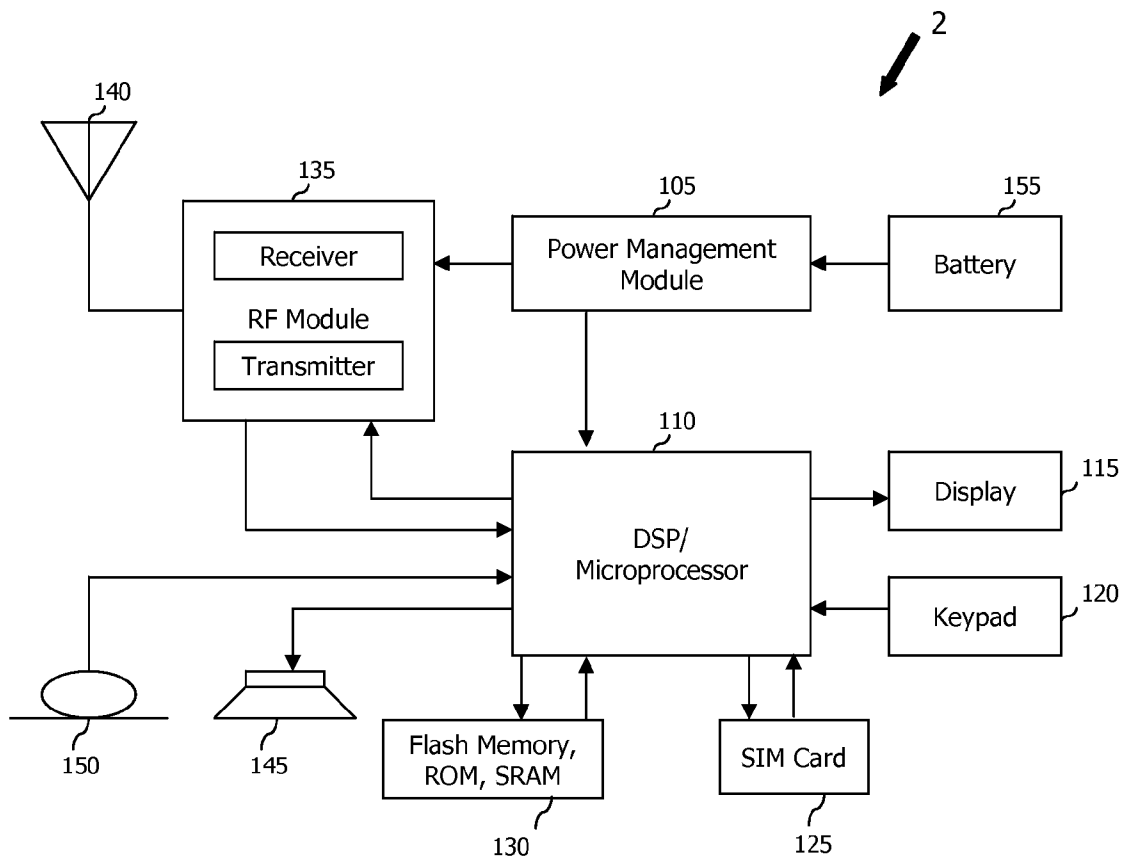 2
140
135
105
155
Receiver
RF Module
Transmitter
Power Management
Module
Battery
110
115
DSP/
Microprocessor
Display
120
Keypad
150
145
Flash Memory,
ROM, SRAM
SIM Card
130
125